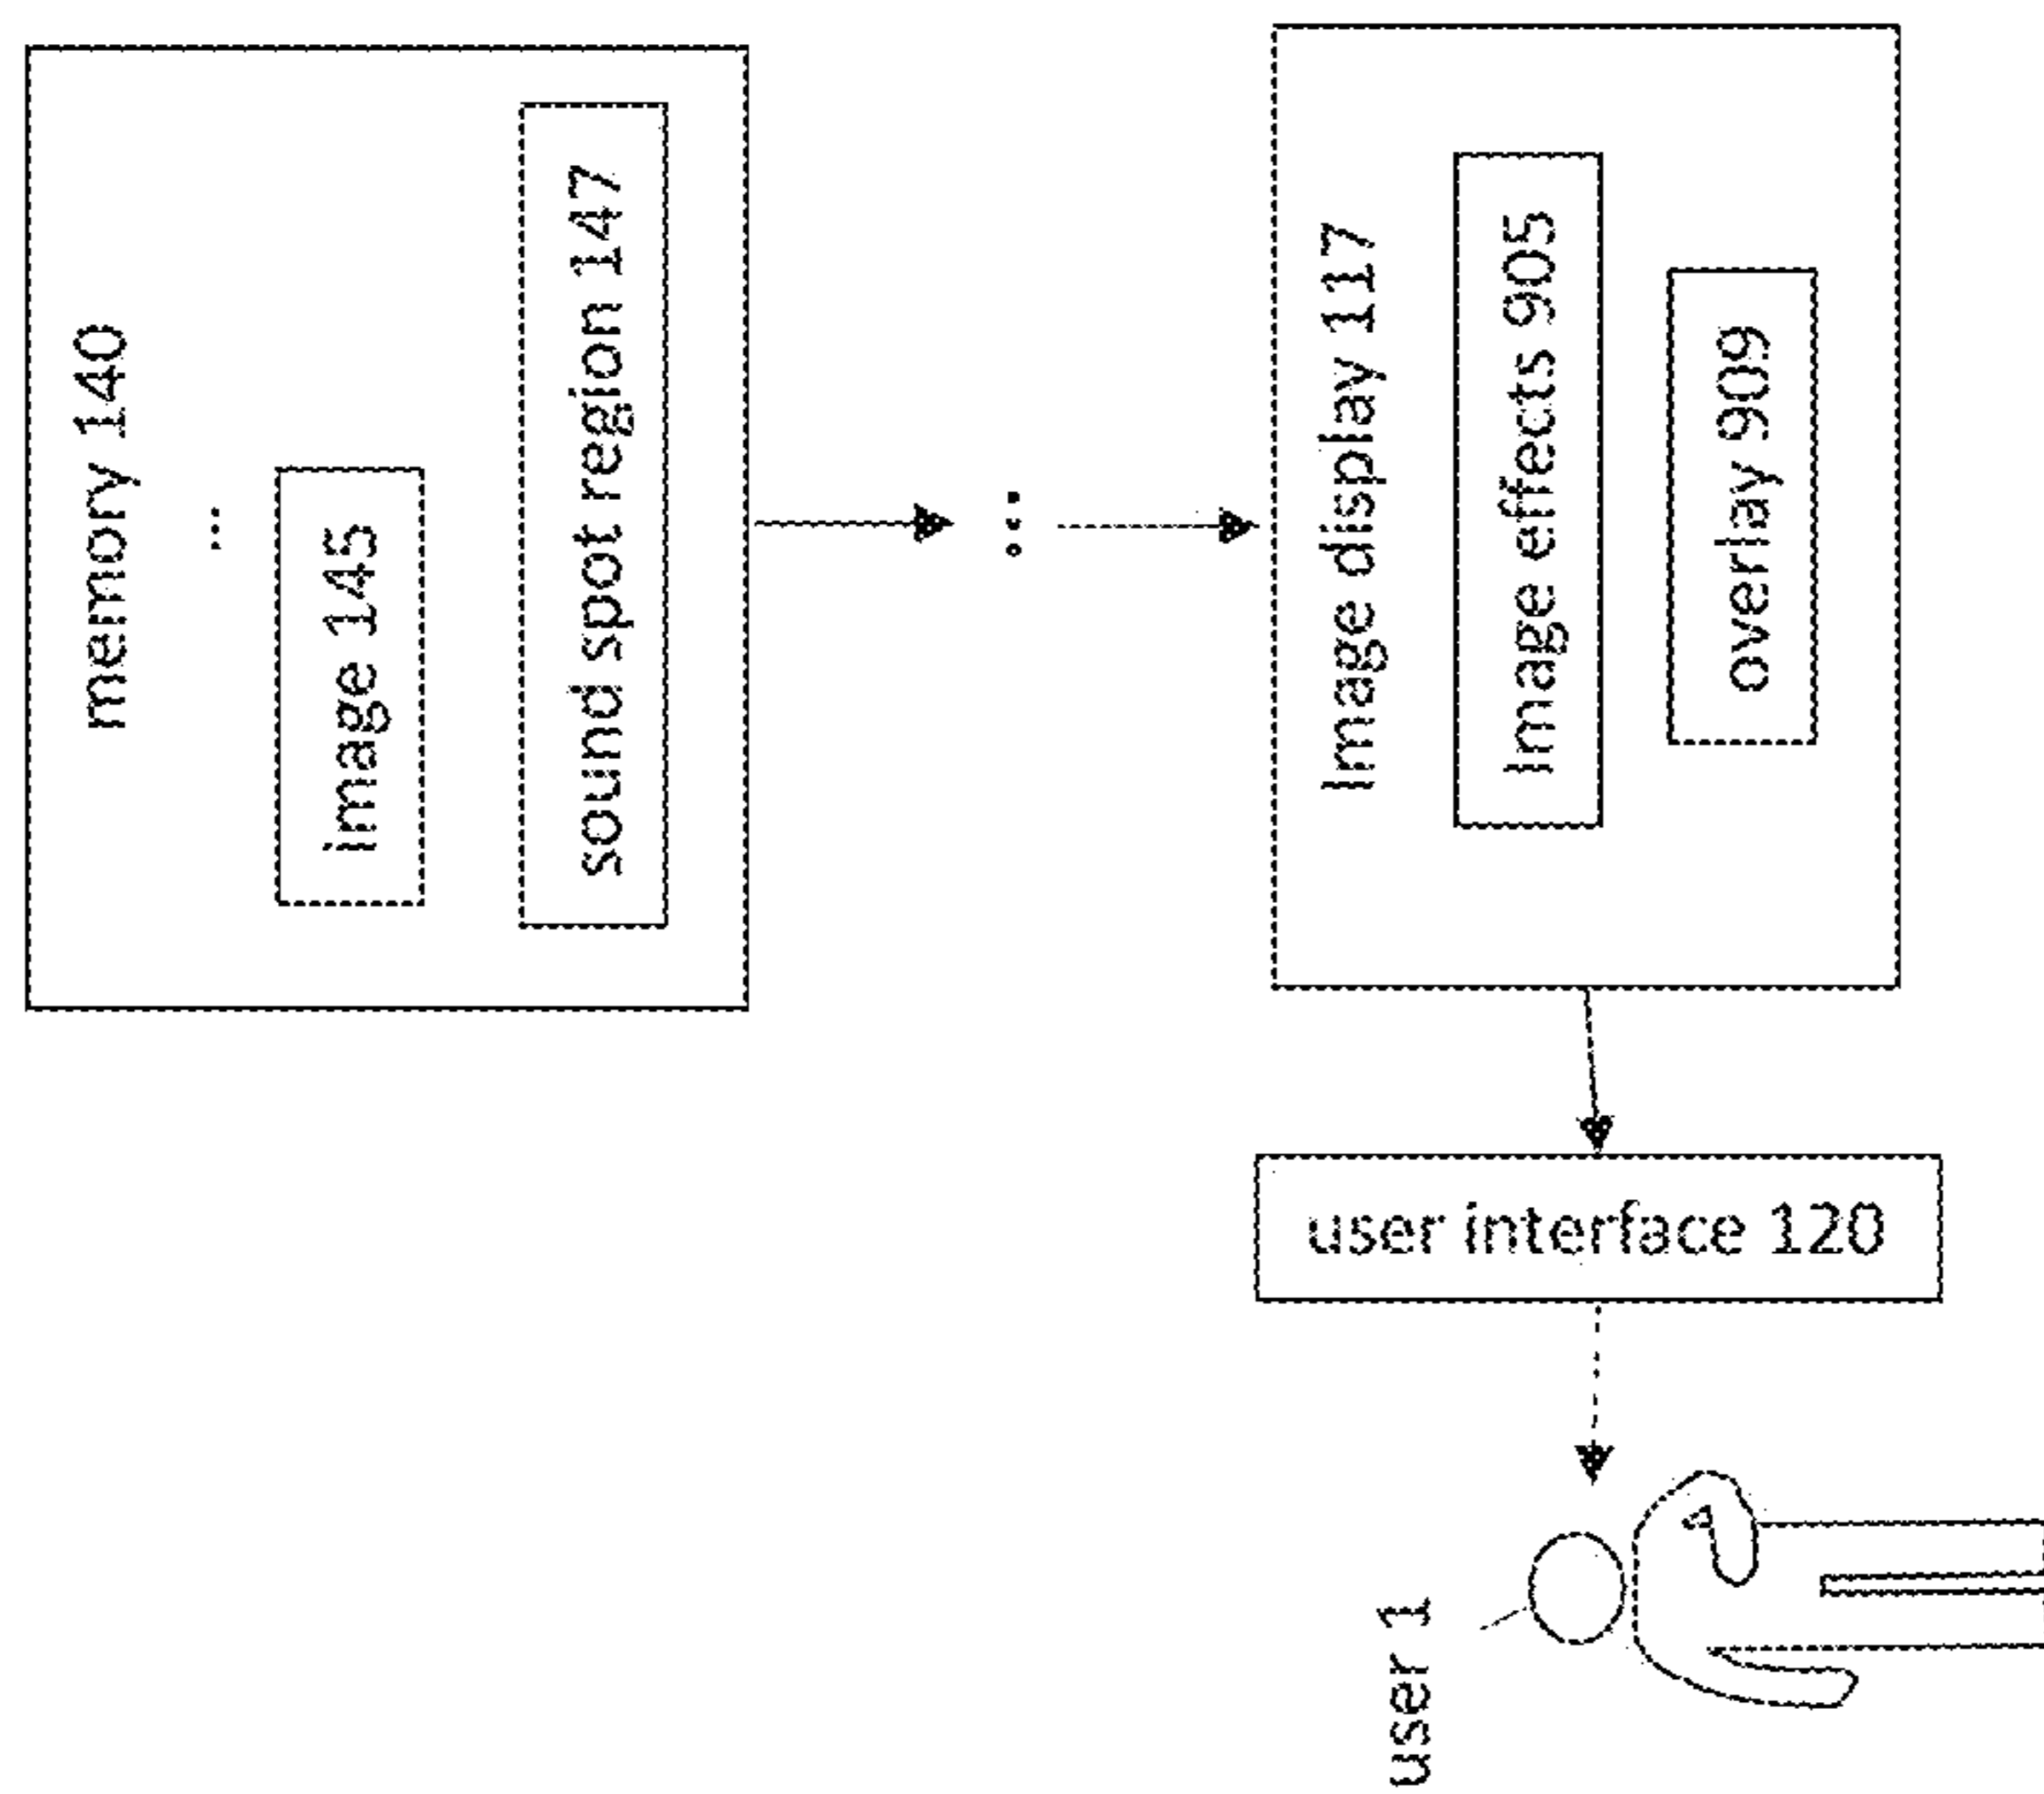 memory 140
...
image 145
sound spot region 147
...
Image display 117
Image effects 905
overlay 909
user interface 120
user 1